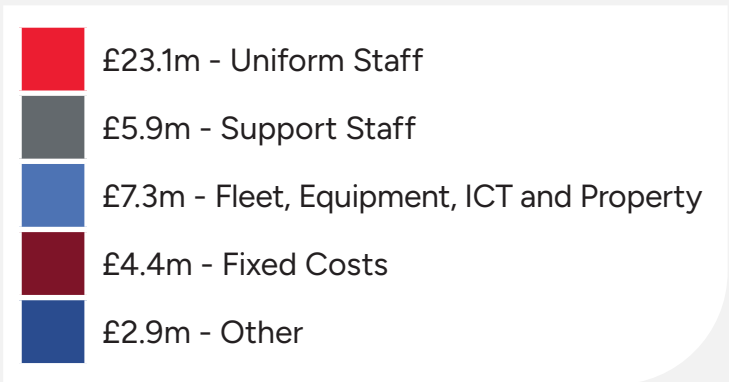 £23.1m - Uniform Staff
£5.9m - Support Staff
£7.3m - Fleet, Equipment, ICT and Property
£4.4m - Fixed Costs
£2.9m - Other